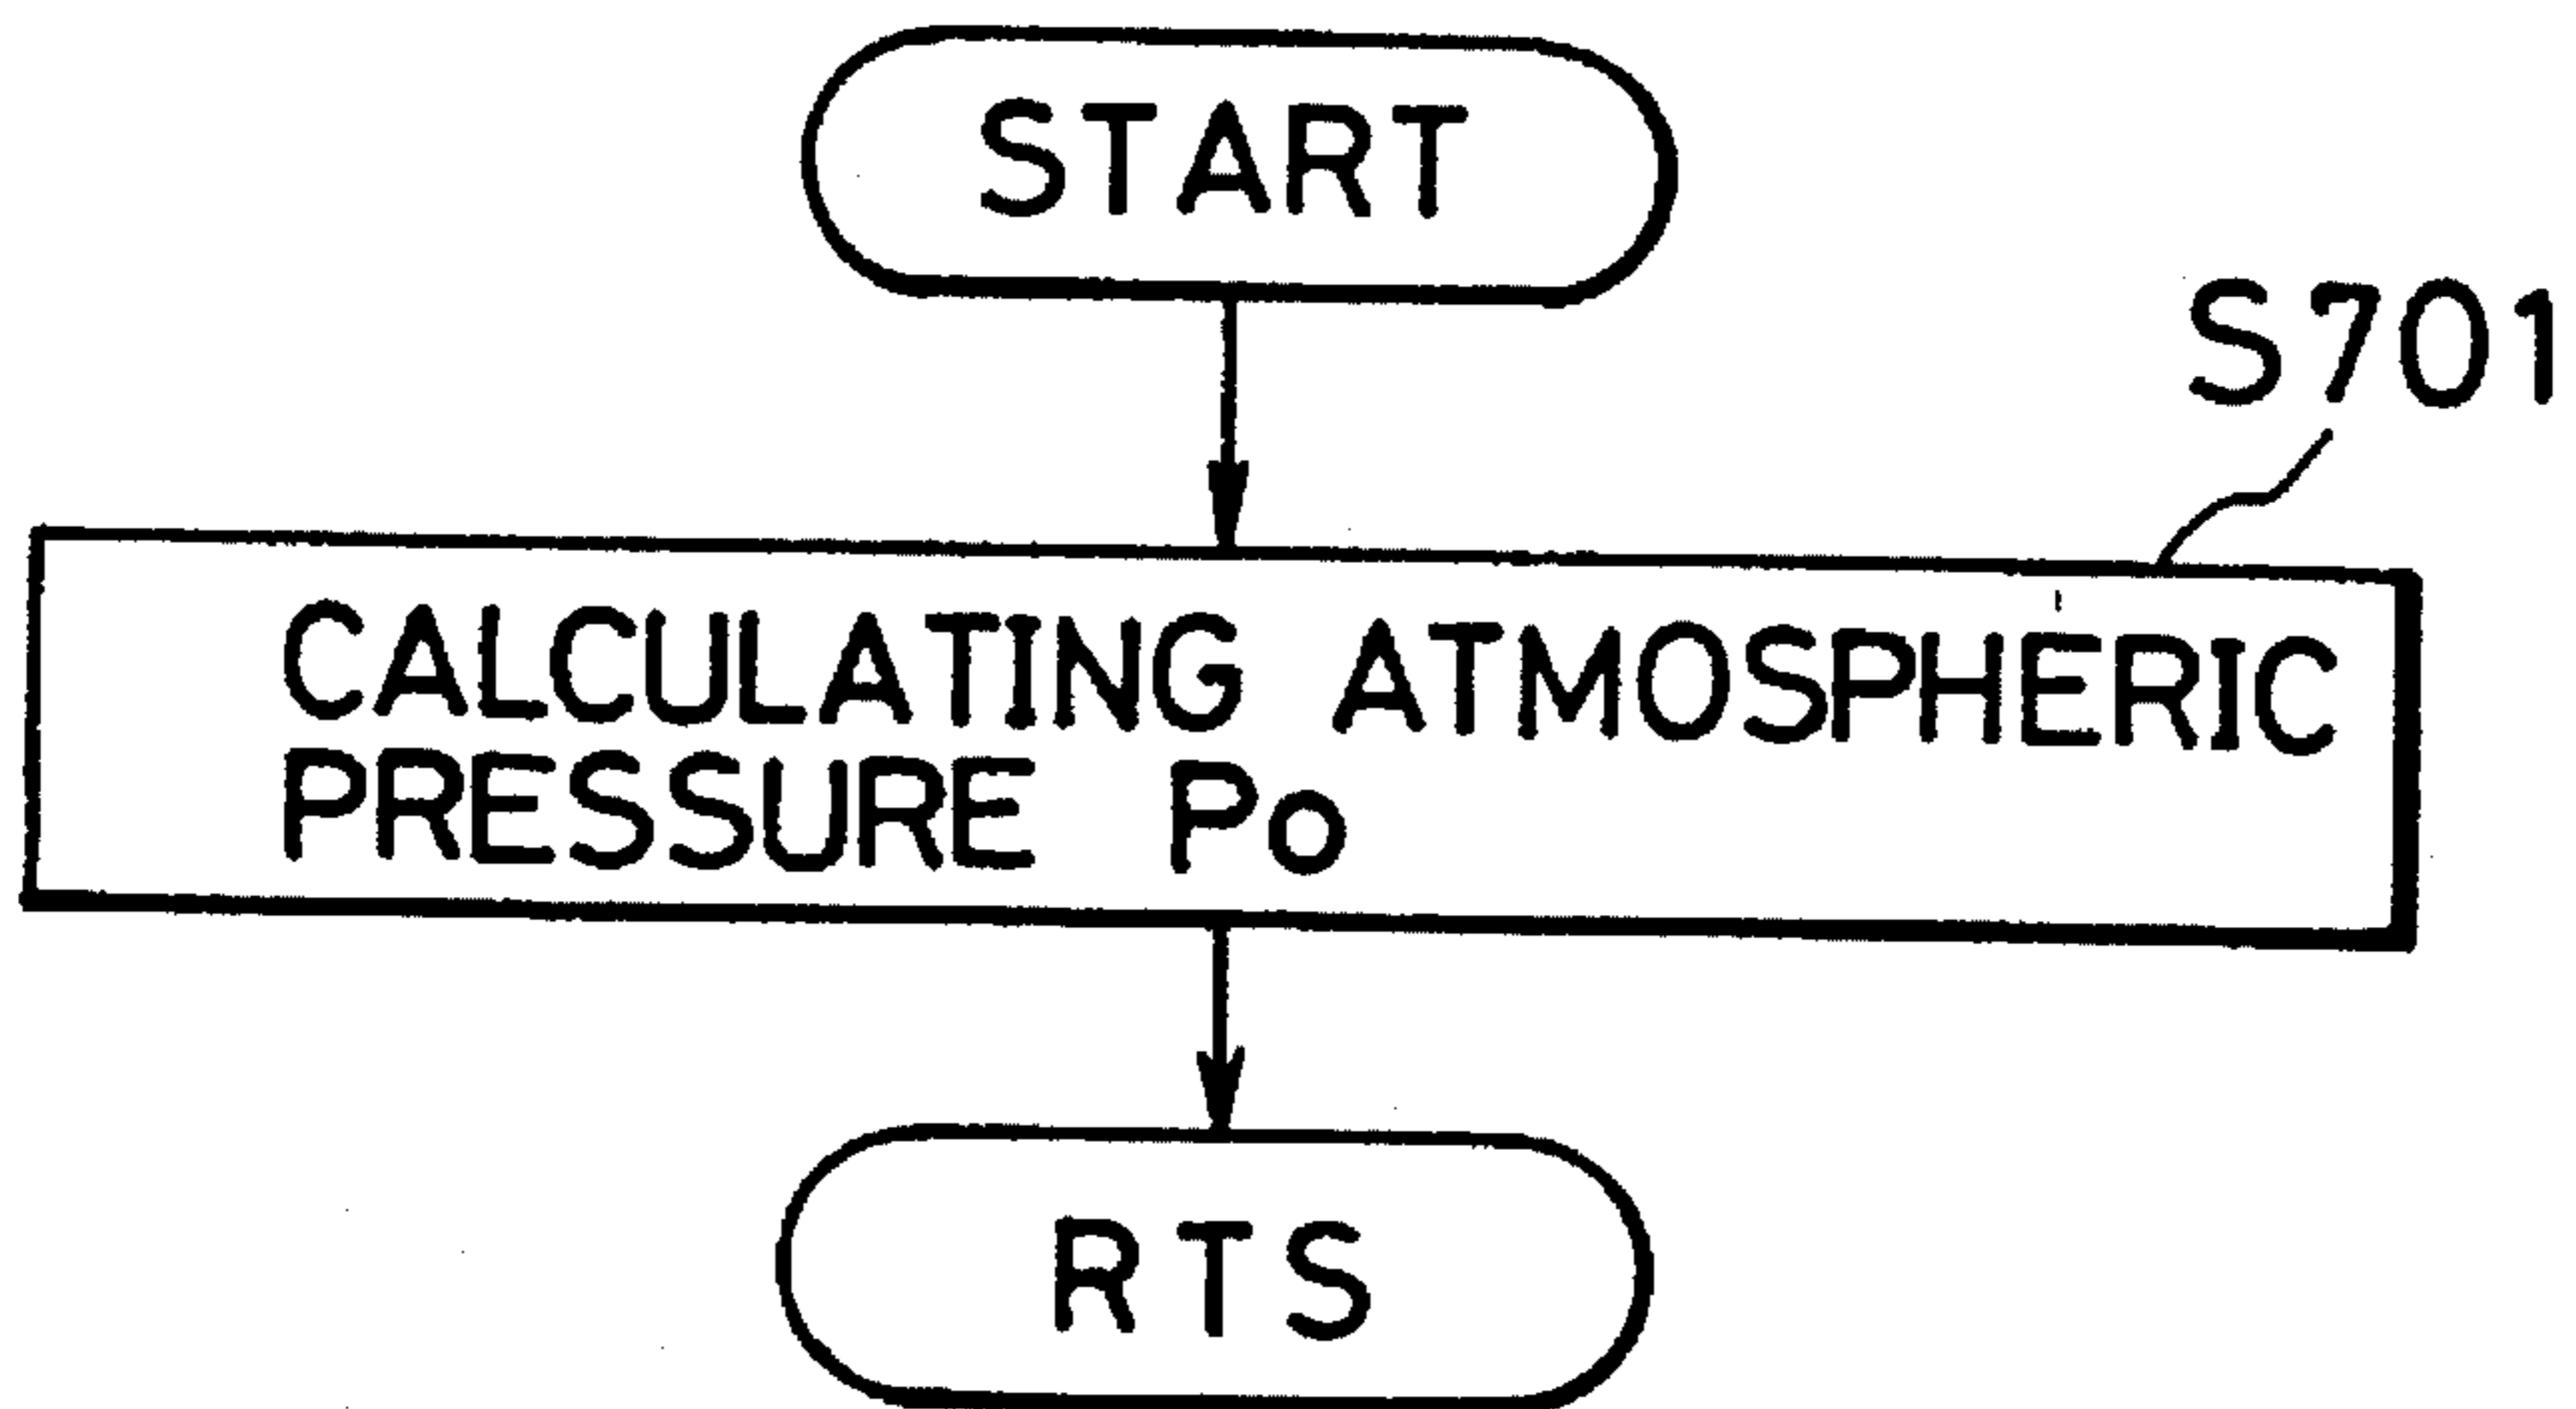 START
S701
CALCULATING ATMOSPHERIC
PRESSURE Po
RTS